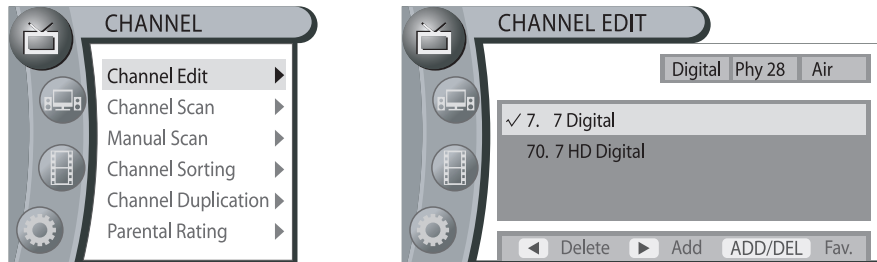 CHANNEL
Channel Edit
Channel Scan
Manual Scan
Channel Sorting
Channel Duplication
Parental Rating
CHANNEL EDIT
Digital Phy 28 Air
✓ 7. 7 Digital
70. 7 HD Digital
◀ Delete ▶ Add ADD/DEL Fav.